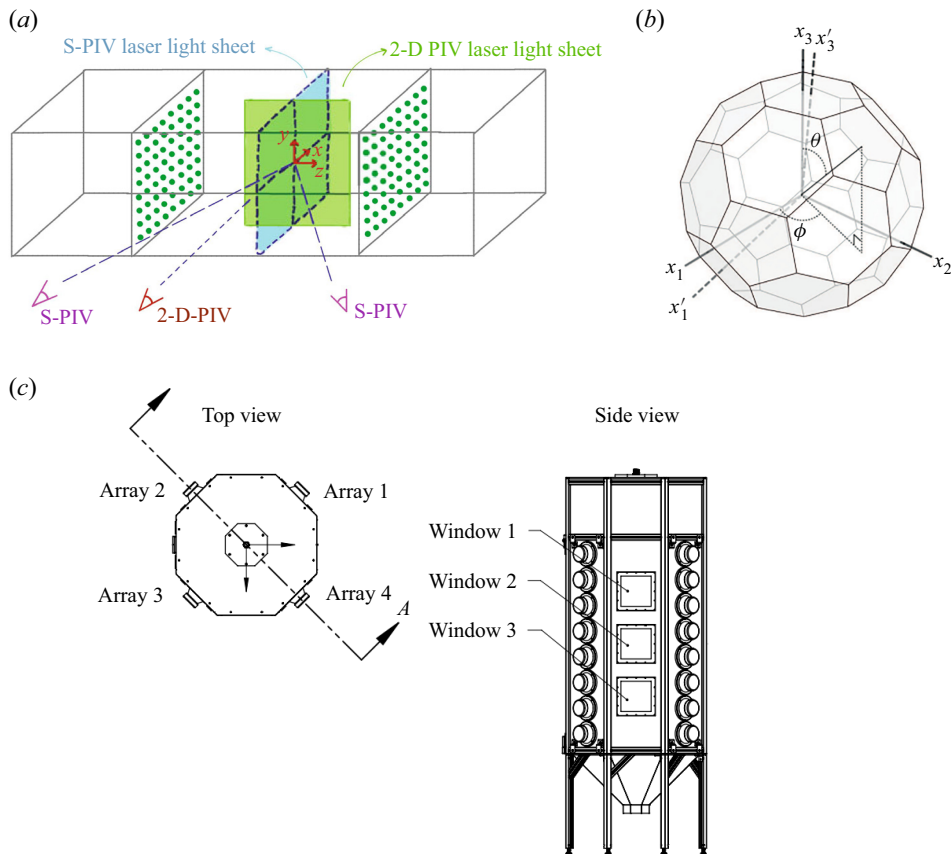 (a)
S-PIV laser light sheet
2-D PIV laser light sheet
y
x
z
S-PIV
2-D-PIV
S-PIV
(b)
x3
x′3
θ
ϕ
x1
x′1
x2
(c)
Top view
Array 2
Array 1
Array 3
Array 4
A
Side view
Window 1
Window 2
Window 3